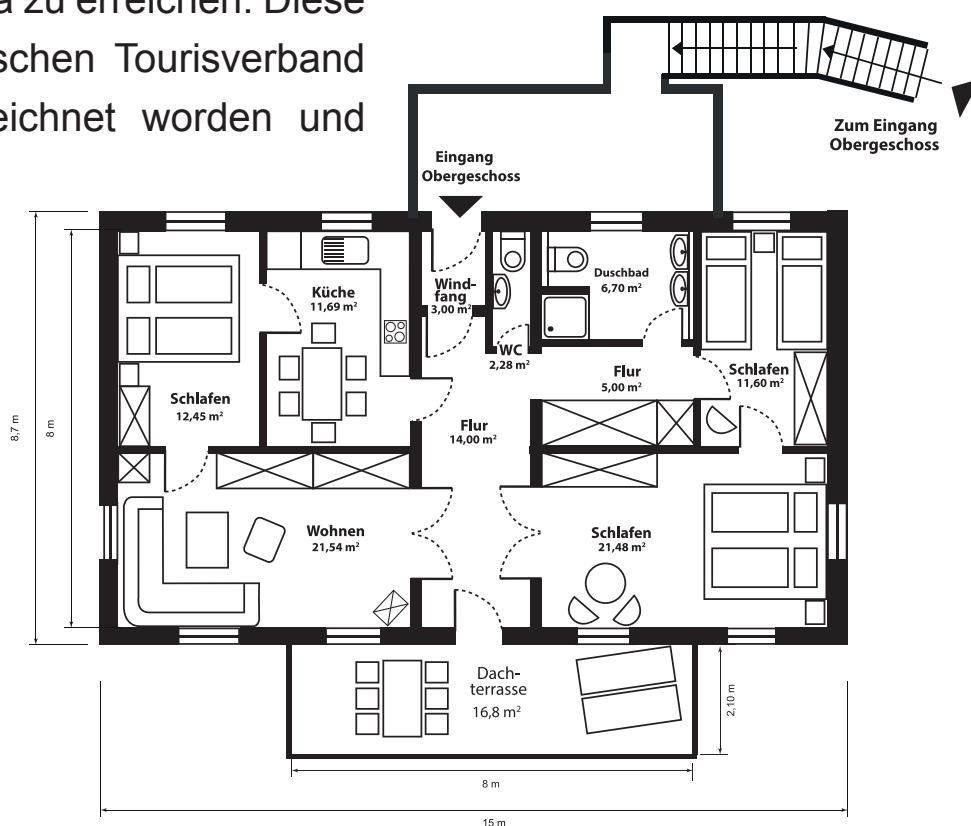 a zu erreichen. Diese
schen Tourisverband
eichnet worden und
Zum Eingang
Obergeschoss
Eingang
Obergeschoss
Küche
11,69 m²
Wind-
fang
3,00 m²
Duschbad
6,70 m²
WC
2,28 m²
Flur
5,00 m²
Schlafen
11,60 m²
Schlafen
12,45 m²
Flur
14,00 m²
8,7 m
8 m
Wohnen
21,54 m²
Schlafen
21,48 m²
Dach-
terrasse
16,8 m²
2,10 m
8 m
15 m